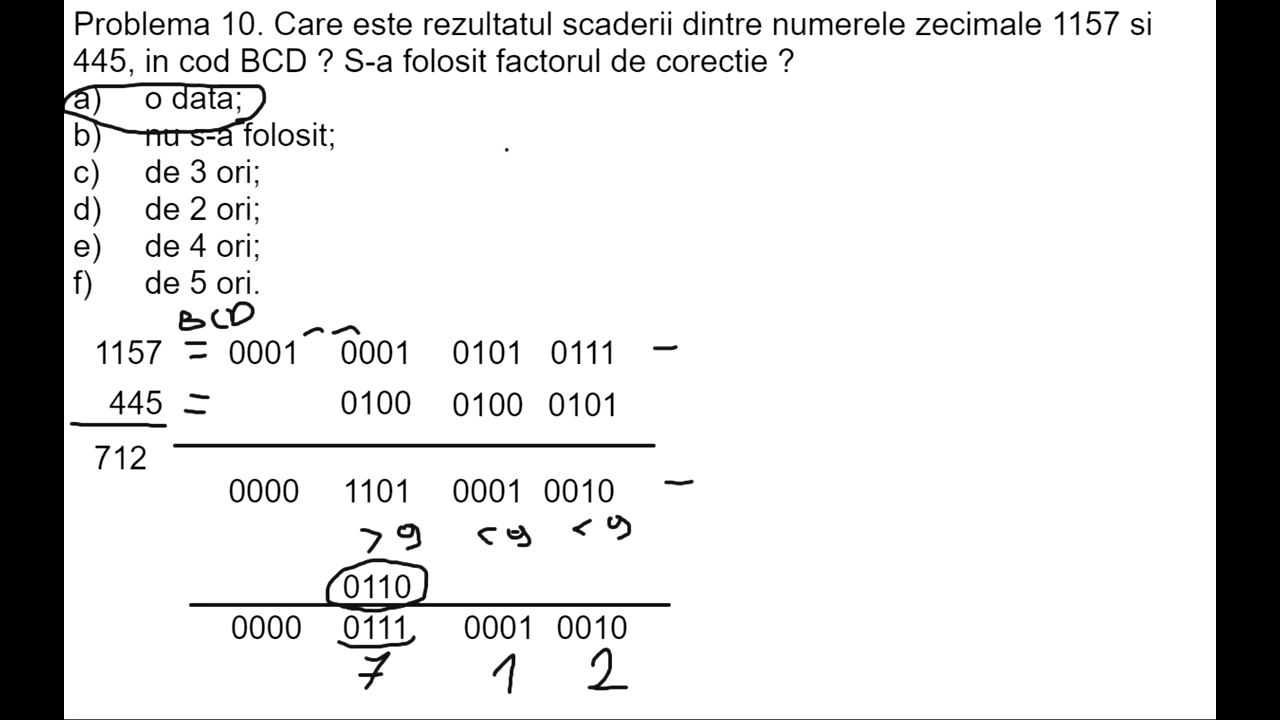 Problema 10. Care este rezultatul scaderii dintre numerele zecimale 1157 si
445, in cod BCD ? S-a folosit factorul de corectie ?
a) o data;
b) nu s-a folosit;
c) de 3 ori;
d) de 2 ori;
e) de 4 ori;
f) de 5 ori.
BCD
1157 = 0001 0001 0101 0111 -
445 = 0100 0100 0101
712
0000 1101 0001 0010 -
>9 <9 <9
0110
0000 0111 0001 0010
7 1 2